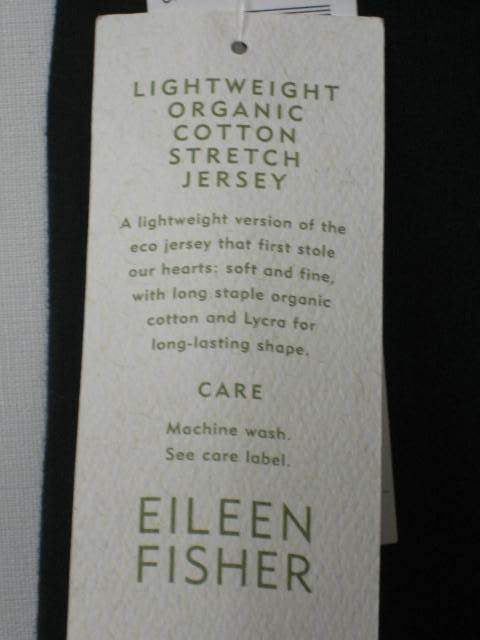 LIGHTWEIGHT
ORGANIC
COTTON
STRETCH
JERSEY
A lightweight version of the
eco jersey that first stole
our hearts: soft and fine,
with long staple organic
cotton and Lycra for
long-lasting shape.
CARE
Machine wash.
See care label.
EILEEN
FISHER